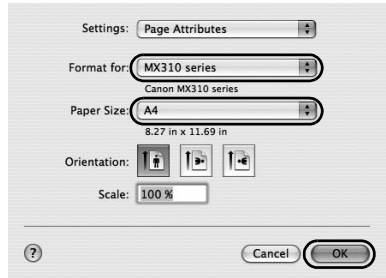 Settings: Page Attributes
Format for: MX310 series
Canon MX310 series
Paper Size: A4
8.27 in x 11.69 in
Orientation:
Scale: 100 %
? Cancel OK